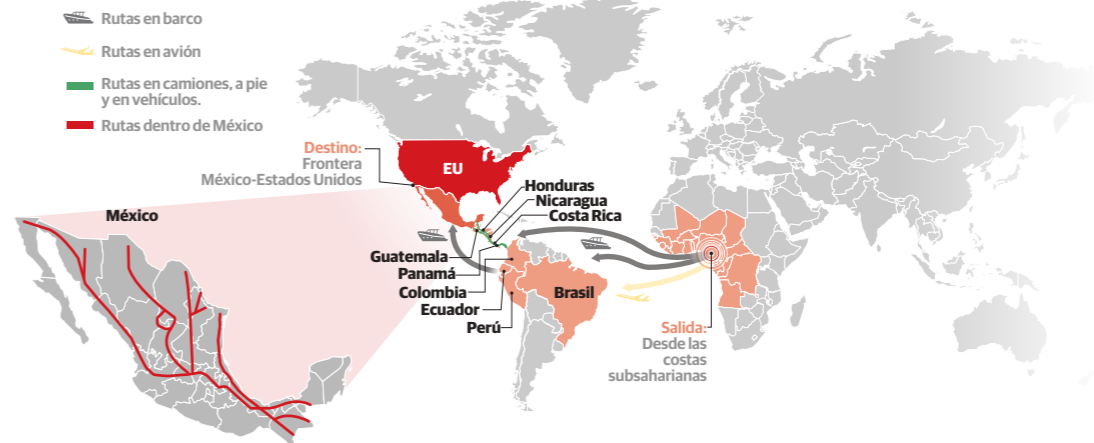 Rutas en barco
Rutas en avión
Rutas en camiones, a pie
y en vehículos.
Rutas dentro de México
Destino:
Frontera
México-Estados Unidos
EU
México
Honduras
Nicaragua
Costa Rica
Guatemala
Panamá
Colombia
Ecuador
Perú
Brasil
Salida:
Desde las
costas
subsaharianas